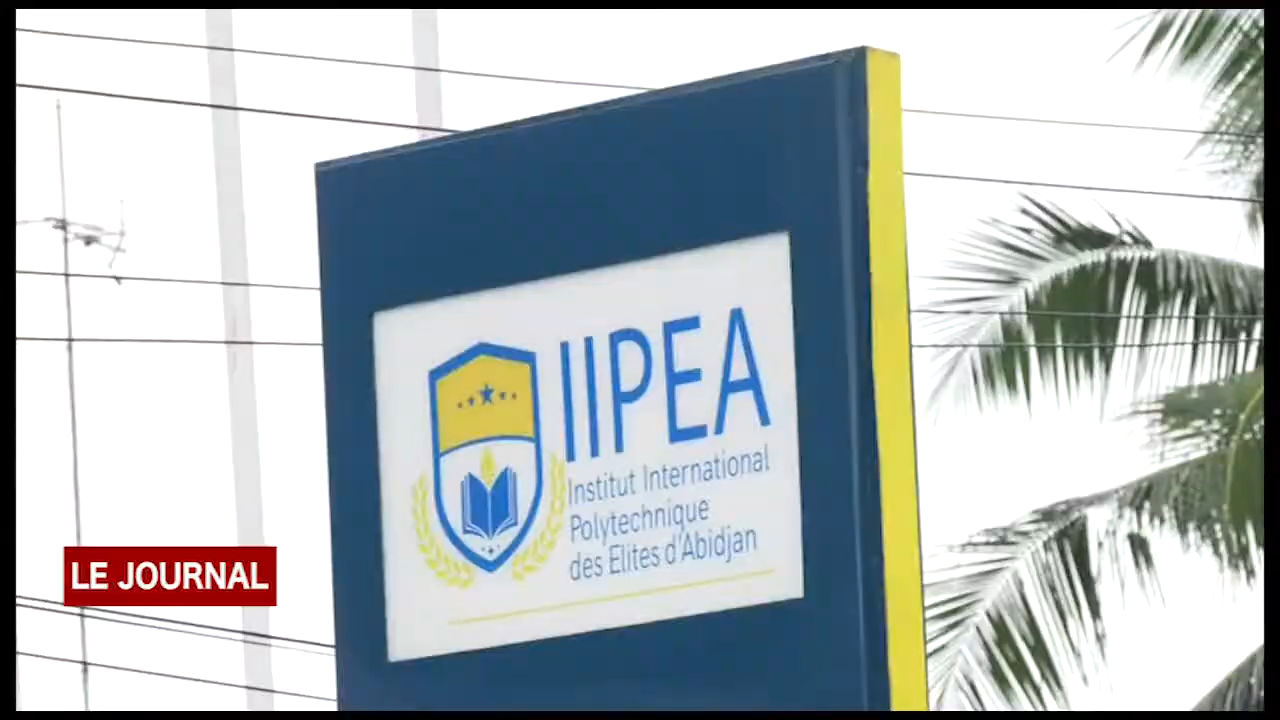 IIPEA
Institut International
Polytechnique
des Elites d'Abidjan
LE JOURNAL